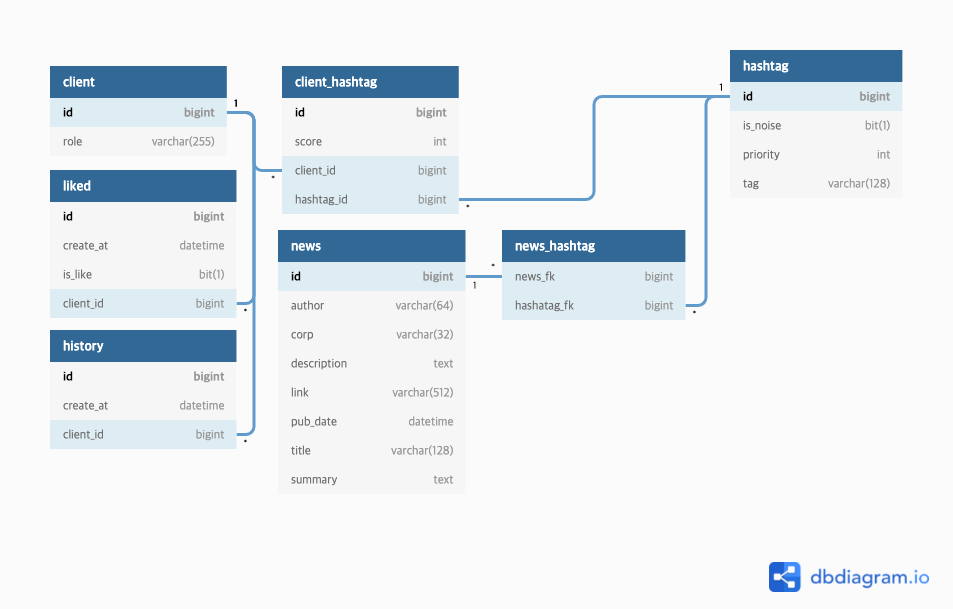 client
id bigint
role varchar(255)
1
liked
id bigint
create_at datetime
is_like bit(1)
client_id bigint
*
history
id bigint
create_at datetime
client_id bigint
*
client_hashtag
id bigint
score int
client_id bigint
hashtag_id bigint
*
*
news
id bigint
author varchar(64)
corp varchar(32)
description text
link varchar(512)
pub_date datetime
title varchar(128)
summary text
1
*
news_hashtag
news_fk bigint
hashatag_fk bigint
*
hashtag
id bigint
is_noise bit(1)
priority int
tag varchar(128)
1
dbdiagram.io